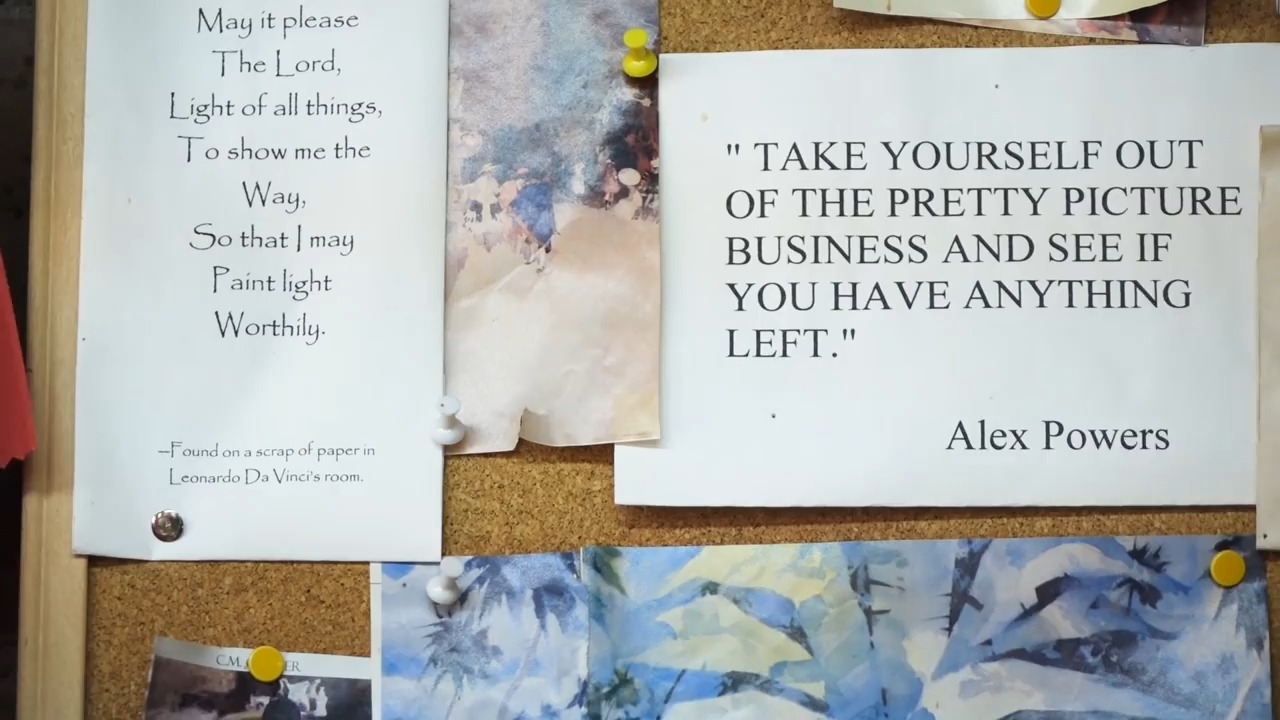 May it please
The Lord,
Light of all things,
To show me the
Way,
So that I may
Paint light
Worthily.
–Found on a scrap of paper in
Leonardo Da Vinci's room.
" TAKE YOURSELF OUT
OF THE PRETTY PICTURE
BUSINESS AND SEE IF
YOU HAVE ANYTHING
LEFT."
Alex Powers
C.M.